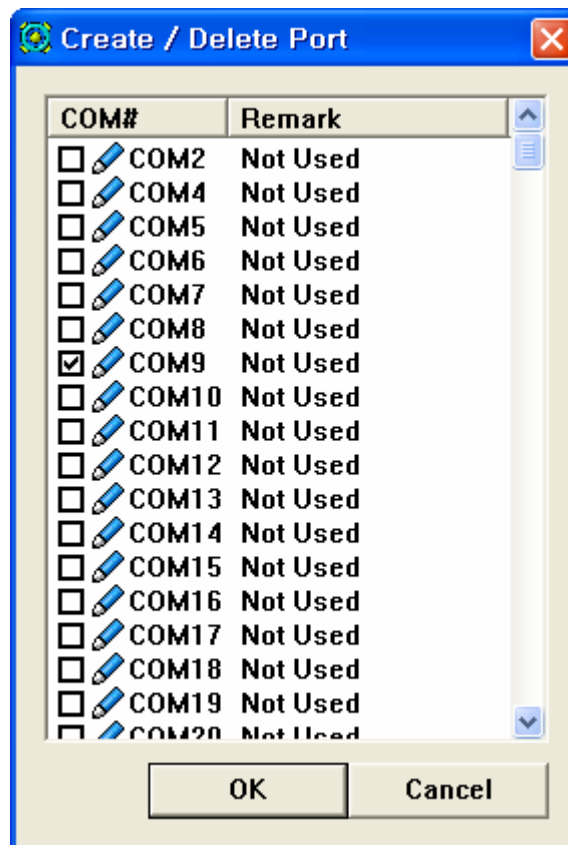 Create / Delete Port
COM# Remark
COM2 Not Used
COM4 Not Used
COM5 Not Used
COM6 Not Used
COM7 Not Used
COM8 Not Used
COM9 Not Used
COM10 Not Used
COM11 Not Used
COM12 Not Used
COM13 Not Used
COM14 Not Used
COM15 Not Used
COM16 Not Used
COM17 Not Used
COM18 Not Used
COM19 Not Used
COM20 Not Used
OK Cancel